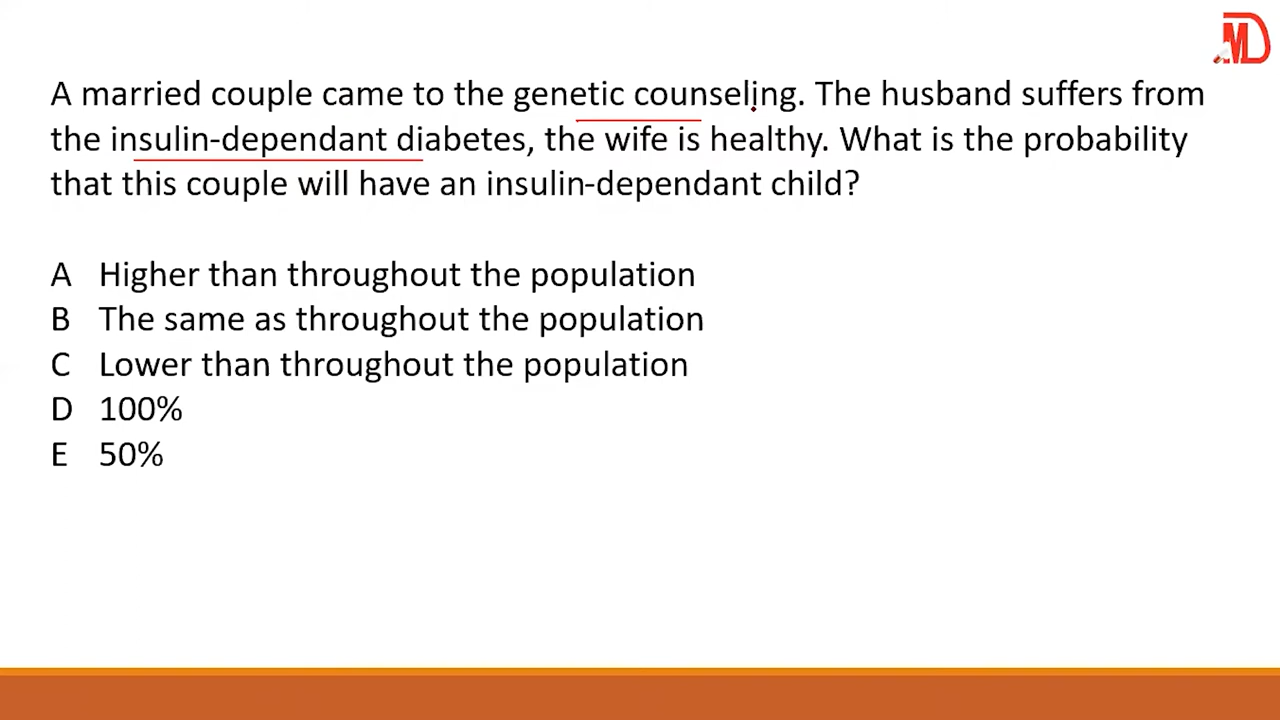 MD
A married couple came to the genetic counseling. The husband suffers from
the insulin-dependant diabetes, the wife is healthy. What is the probability
that this couple will have an insulin-dependant child?
A Higher than throughout the population
B The same as throughout the population
C Lower than throughout the population
D 100%
E 50%